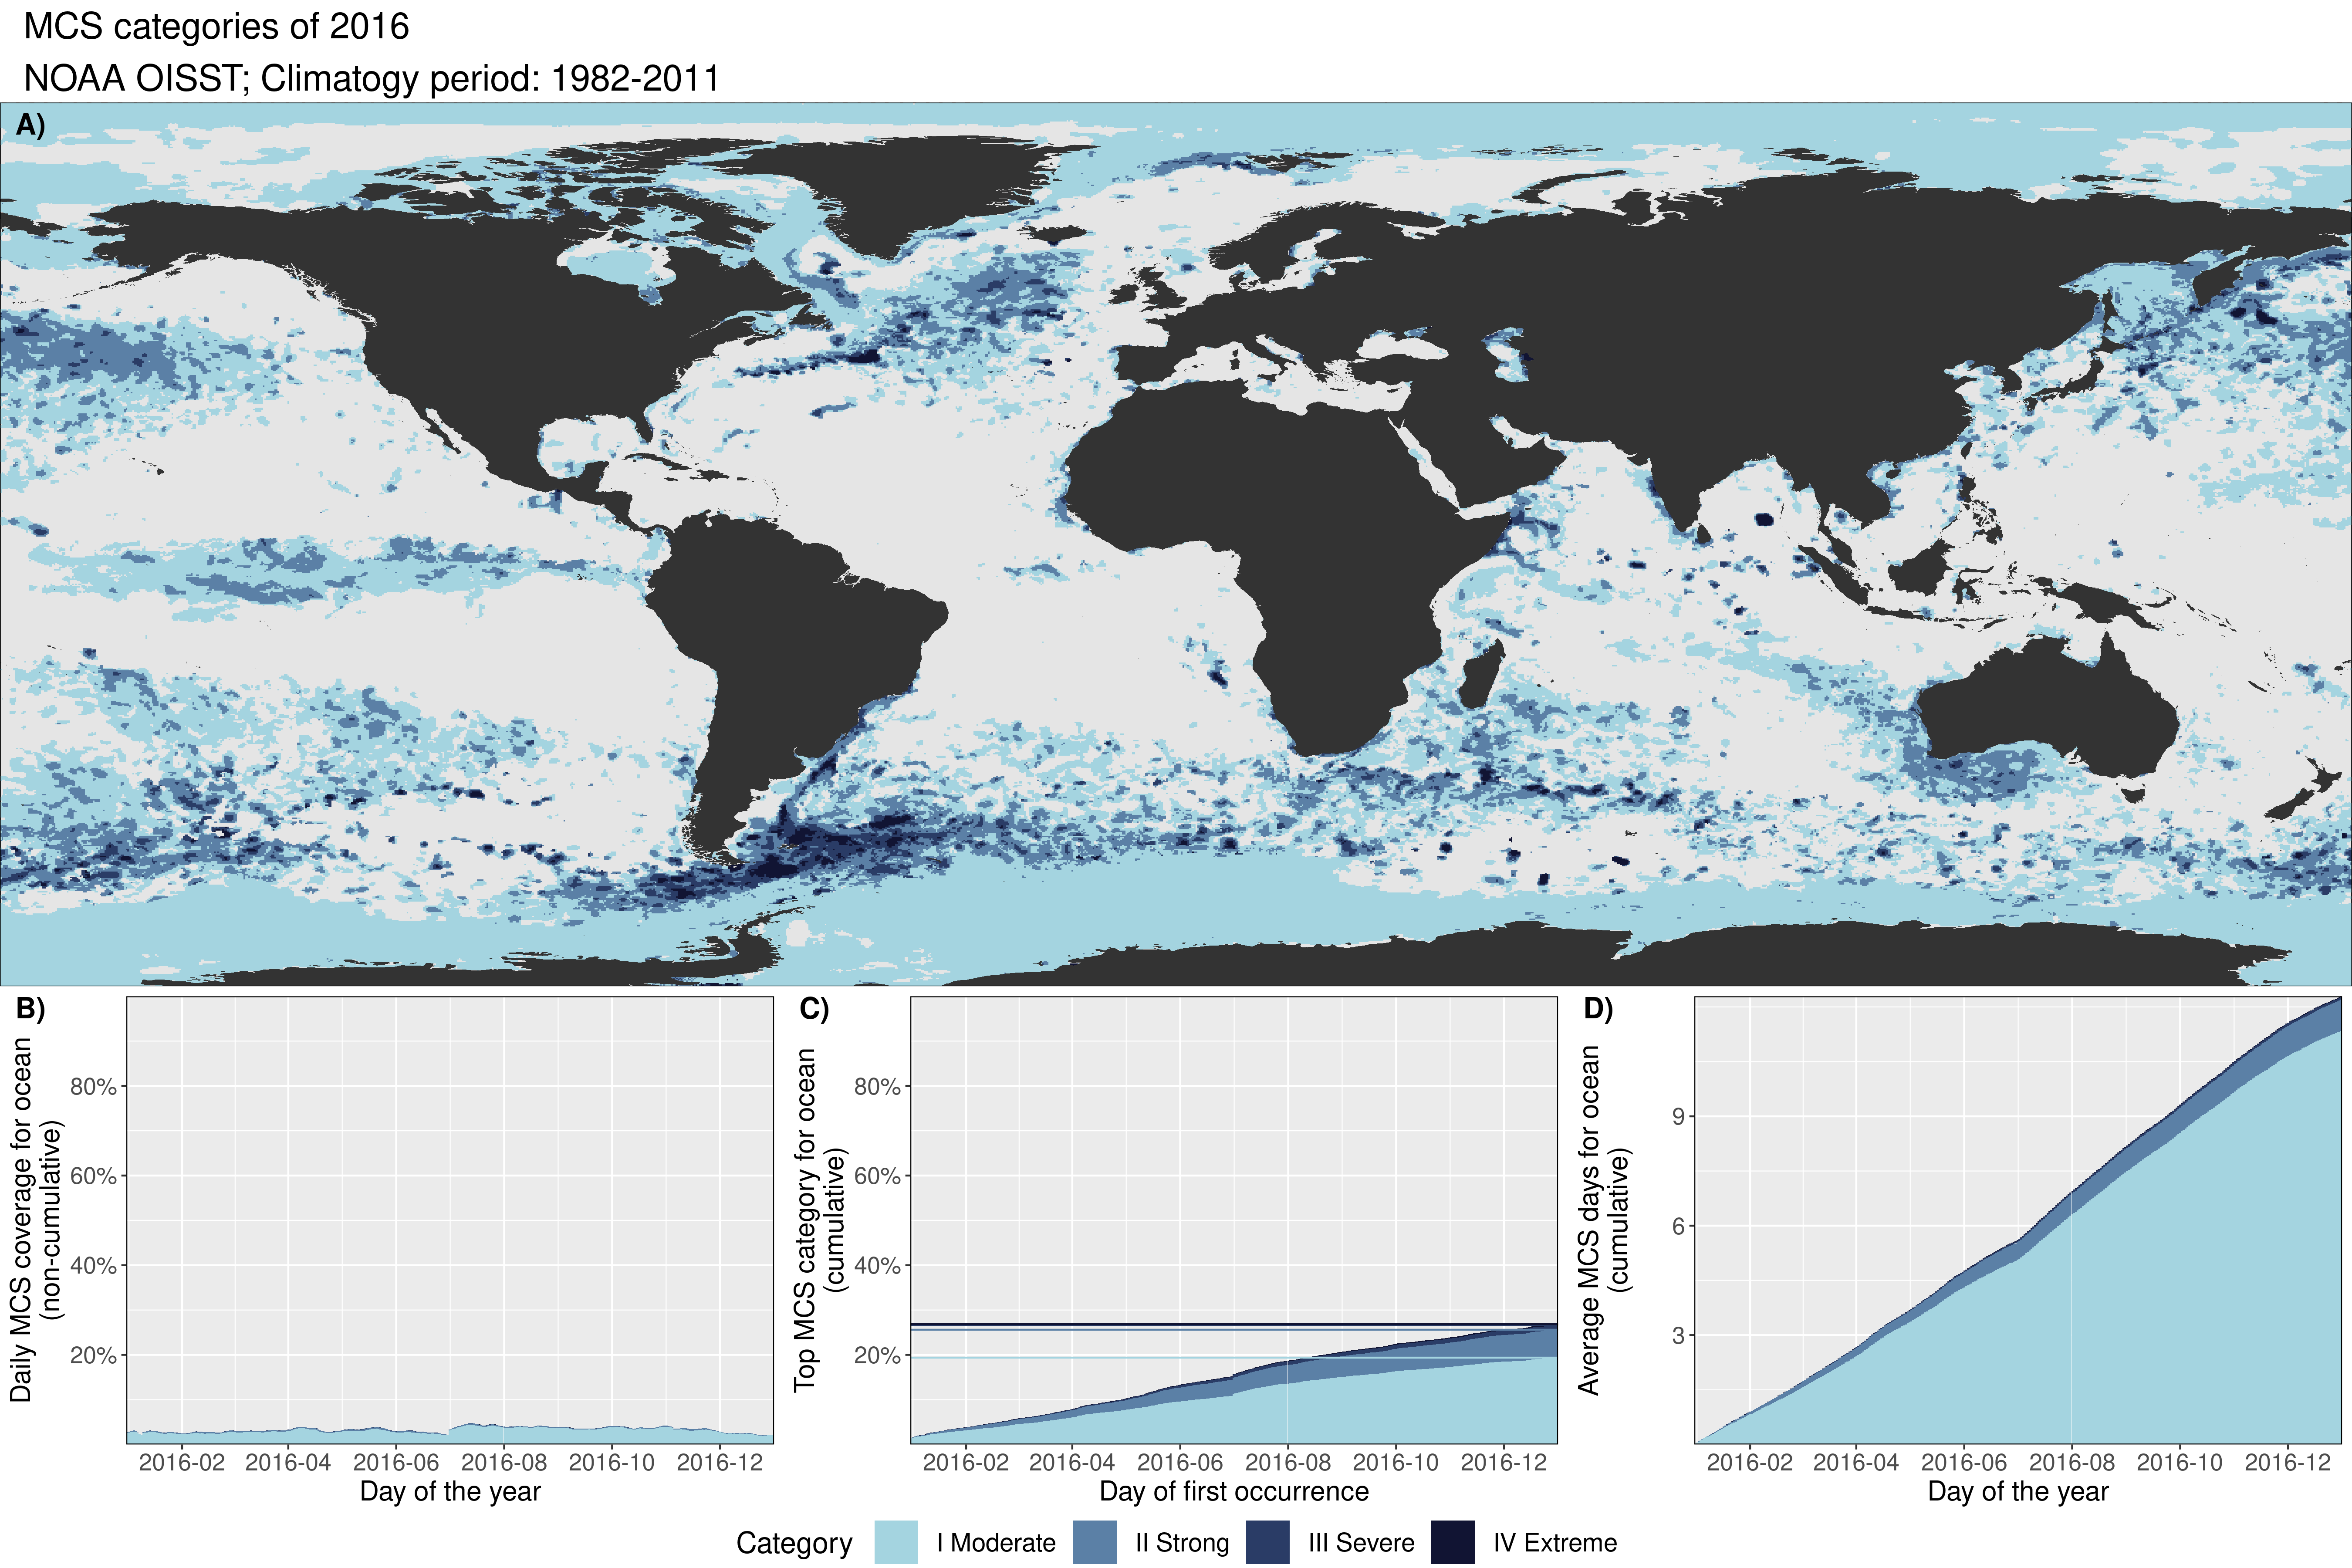 MCS categories of 2016
NOAA OISST; Climatogy period: 1982-2011
A)
B)
Daily MCS coverage for ocean
(non-cumulative)
80%
60%
40%
20%
2016-02 2016-04 2016-06 2016-08 2016-10 2016-12
Day of the year
C)
Top MCS category for ocean
(cumulative)
80%
60%
40%
20%
2016-02 2016-04 2016-06 2016-08 2016-10 2016-12
Day of first occurrence
D)
Average MCS days for ocean
(cumulative)
9
6
3
2016-02 2016-04 2016-06 2016-08 2016-10 2016-12
Day of the year
Category I Moderate II Strong III Severe IV Extreme